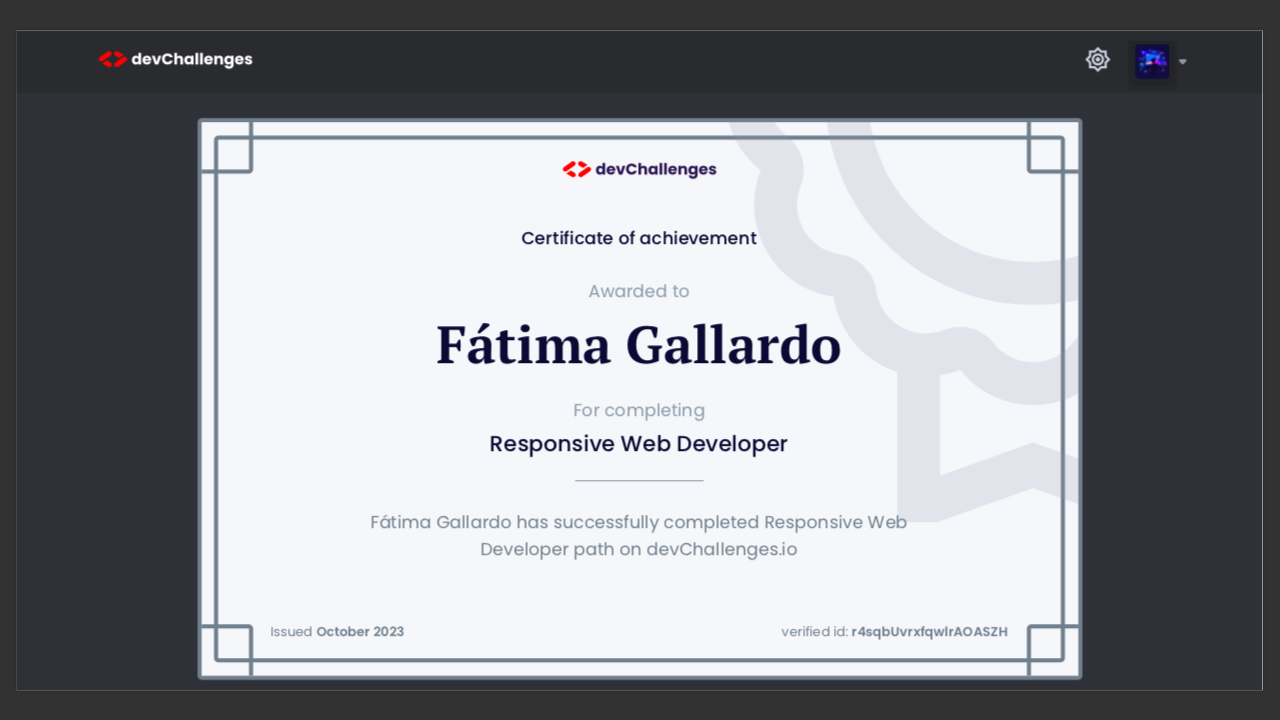 devChallenges
devChallenges
Certificate of achievement
Awarded to
Fátima Gallardo
For completing
Responsive Web Developer
Fátima Gallardo has successfully completed Responsive Web
Developer path on devChallenges.io
Issued October 2023
verified id: r4sqbUvrxfqwlrAOASZH